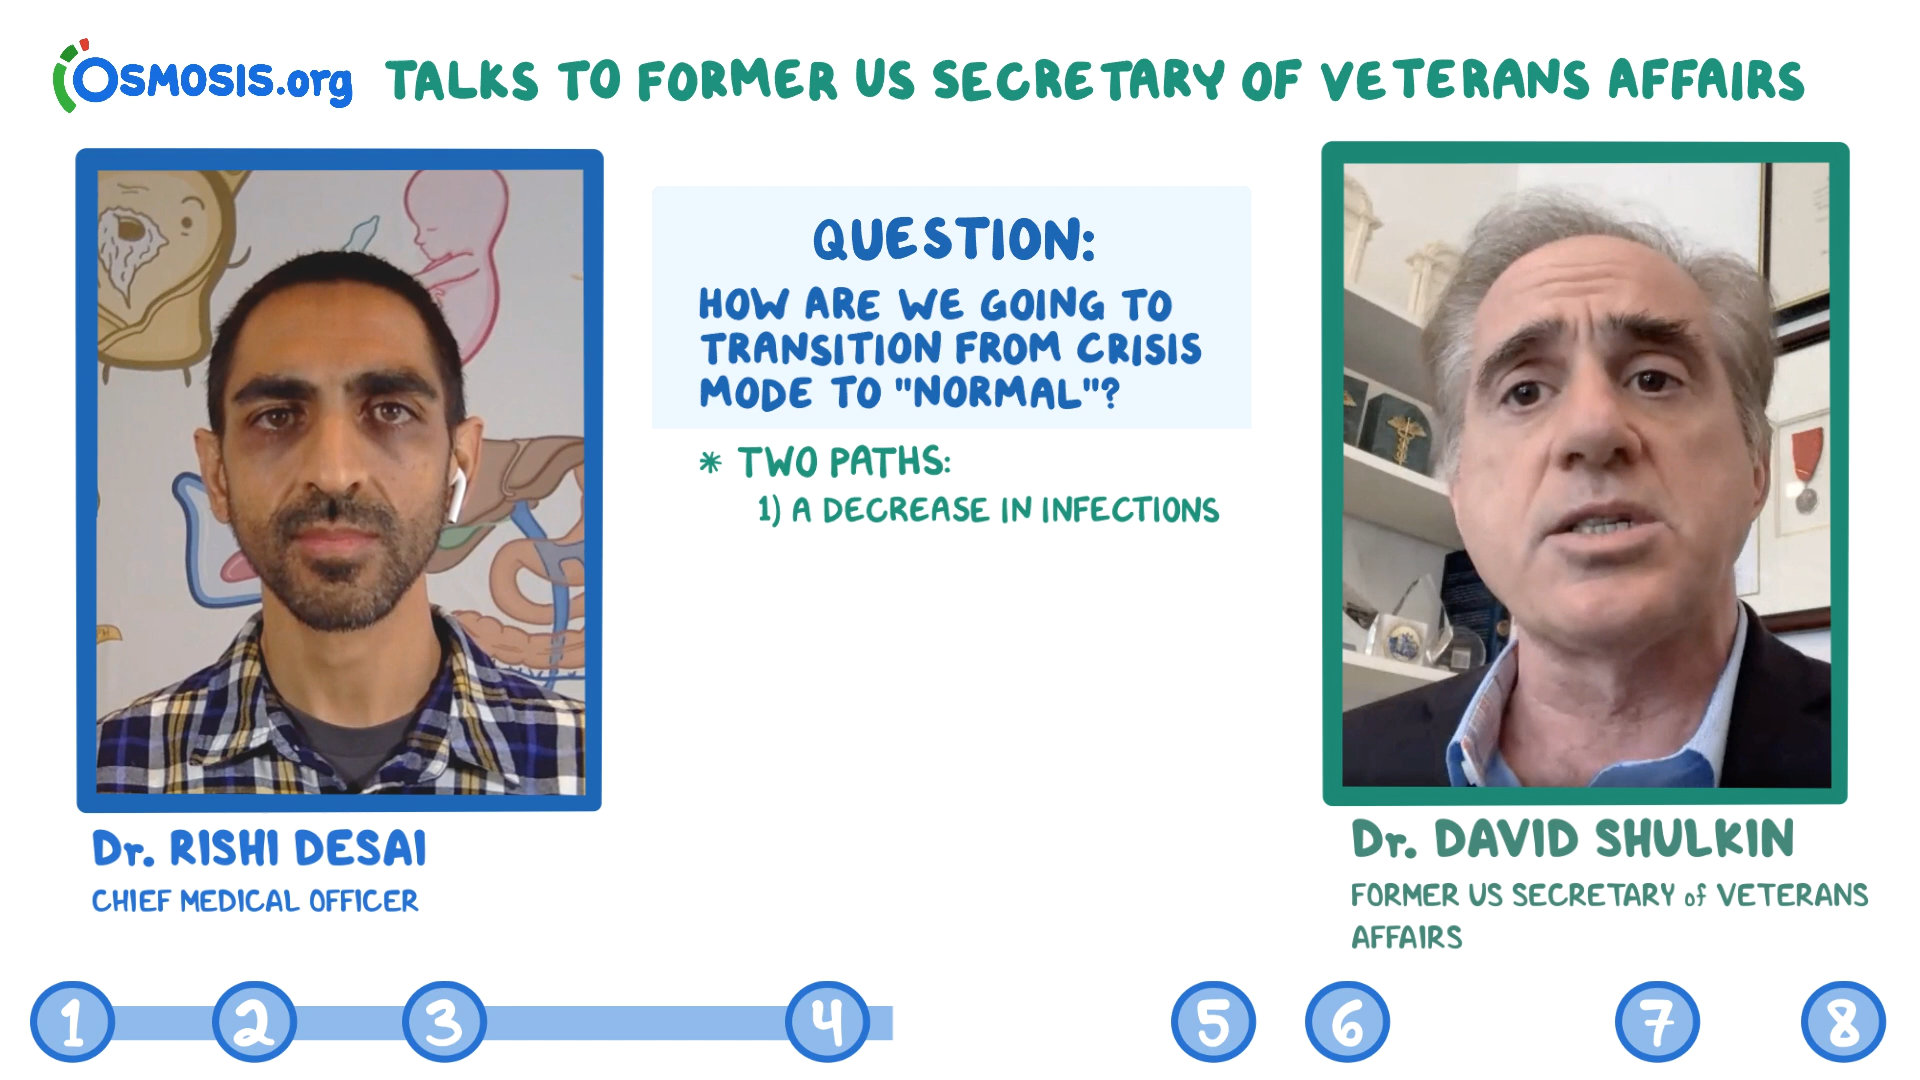 Osmosis.org TALKS TO FORMER US SECRETARY OF VETERANS AFFAIRS
QUESTION:
HOW ARE WE GOING TO
TRANSITION FROM CRISIS
MODE TO "NORMAL"?
* TWO PATHS:
1) A DECREASE IN INFECTIONS
Dr. RISHI DESAI
CHIEF MEDICAL OFFICER
Dr. DAVID SHULKIN
FORMER US SECRETARY of VETERANS
AFFAIRS
1 2 3 4 5 6 7 8